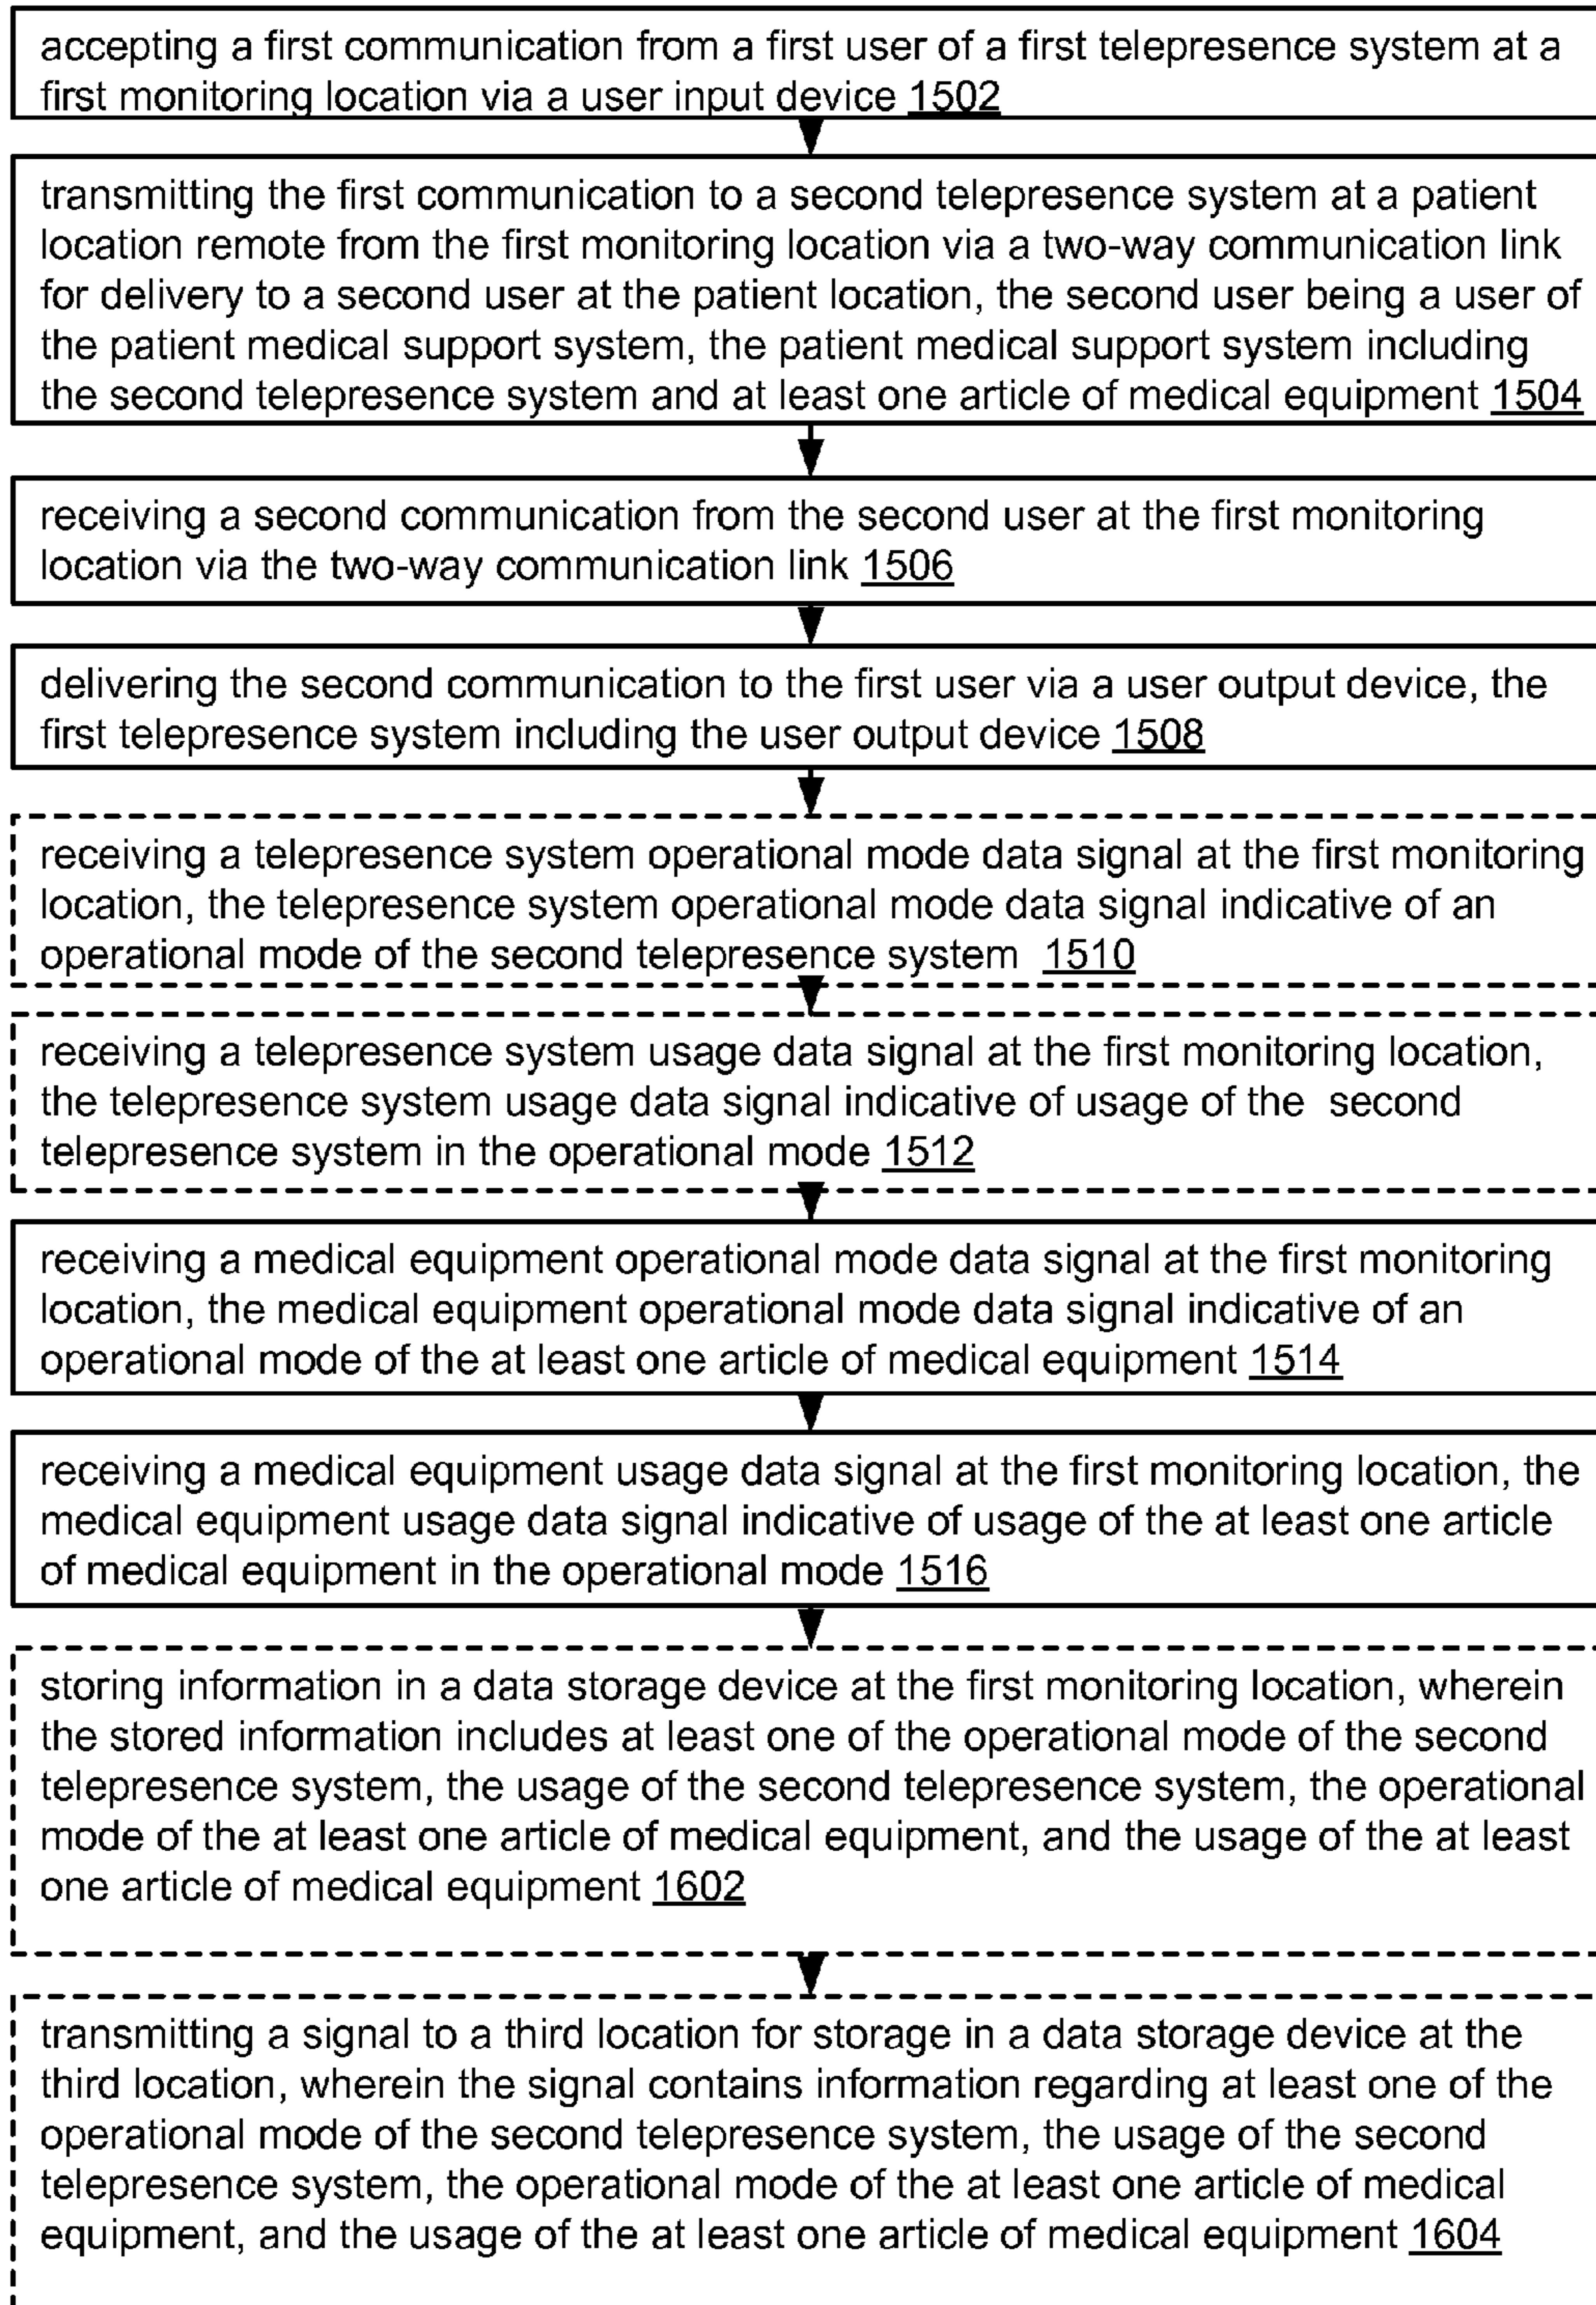 accepting a first communication from a first user of a first telepresence system at a
first monitoring location via a user input device 1502
transmitting the first communication to a second telepresence system at a patient
location remote from the first monitoring location via a two-way communication link
for delivery to a second user at the patient location, the second user being a user of
the patient medical support system, the patient medical support system including
the second telepresence system and at least one article of medical equipment 1504
receiving a second communication from the second user at the first monitoring
location via the two-way communication link 1506
delivering the second communication to the first user via a user output device, the
first telepresence system including the user output device 1508
receiving a telepresence system operational mode data signal at the first monitoring
location, the telepresence system operational mode data signal indicative of an
operational mode of the second telepresence system 1510
receiving a telepresence system usage data signal at the first monitoring location,
the telepresence system usage data signal indicative of usage of the second
telepresence system in the operational mode 1512
receiving a medical equipment operational mode data signal at the first monitoring
location, the medical equipment operational mode data signal indicative of an
operational mode of the at least one article of medical equipment 1514
receiving a medical equipment usage data signal at the first monitoring location, the
medical equipment usage data signal indicative of usage of the at least one article
of medical equipment in the operational mode 1516
storing information in a data storage device at the first monitoring location, wherein
the stored information includes at least one of the operational mode of the second
telepresence system, the usage of the second telepresence system, the operational
mode of the at least one article of medical equipment, and the usage of the at least
one article of medical equipment 1602
transmitting a signal to a third location for storage in a data storage device at the
third location, wherein the signal contains information regarding at least one of the
operational mode of the second telepresence system, the usage of the second
telepresence system, the operational mode of the at least one article of medical
equipment, and the usage of the at least one article of medical equipment 1604